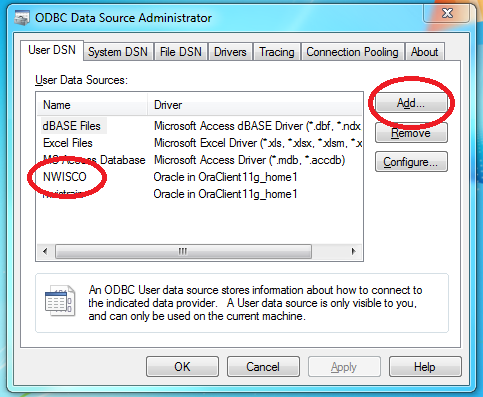 ODBC Data Source Administrator
User DSN System DSN File DSN Drivers Tracing Connection Pooling About
User Data Sources:
Name Driver
Add...
dBASE Files Microsoft Access dBASE Driver (*.dbf, *.ndx
Excel Files Microsoft Excel Driver (*.xls, *.xlsx, *.xlsm, *.x
Remove
MS Access Database Microsoft Access Driver (*.mdb, *.accdb)
Configure...
NWISCO Oracle in OraClient11g_home1
Oracle in OraClient11g_home1
An ODBC User data source stores information about how to connect to
the indicated data provider. A User data source is only visible to you,
and can only be used on the current machine.
OK Cancel Apply Help